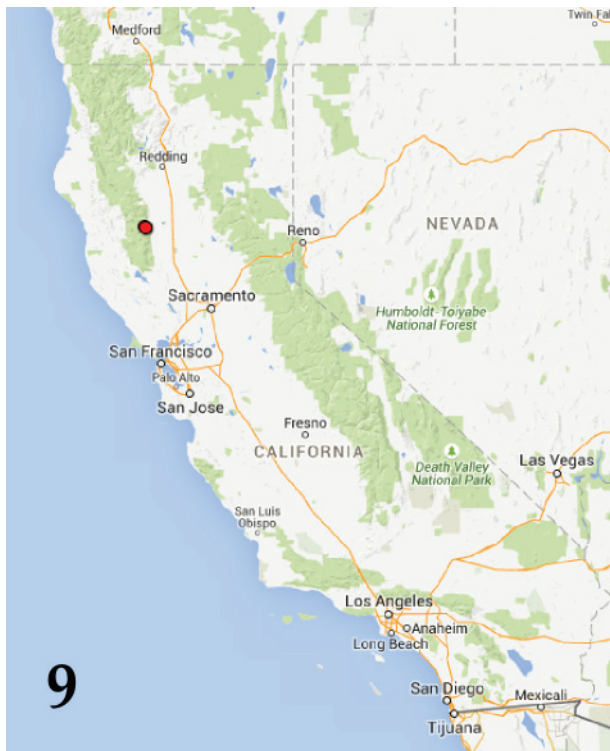 Twin Fal
Medford
Redding
Reno
NEVADA
Sacramento
Humboldt-Toiyabe
National Forest
San Francisco
Palo Alto
San Jose
Fresno
CALIFORNIA
Death Valley
National Park
Las Vegas
San Luis
Obispo
Los Angeles
Anaheim
Long Beach
9
San Diego
Mexicali
Tijuana